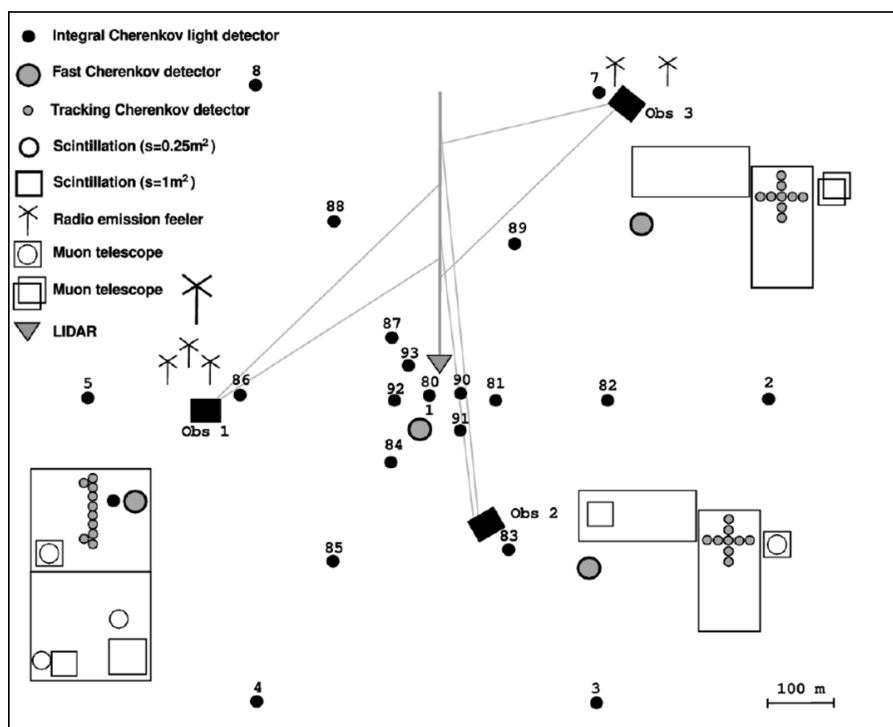 Integral Cherenkov light detector
Fast Cherenkov detector
Tracking Cherenkov detector
Scintillation (s=0.25m²)
Scintillation (s=1m²)
Radio emission feeler
Muon telescope
Muon telescope
LIDAR
8
7
Obs 3
88
89
87
93
5
86
92
80
90
81
82
2
Obs 1
1
91
84
Obs 2
83
85
4
3
100 m